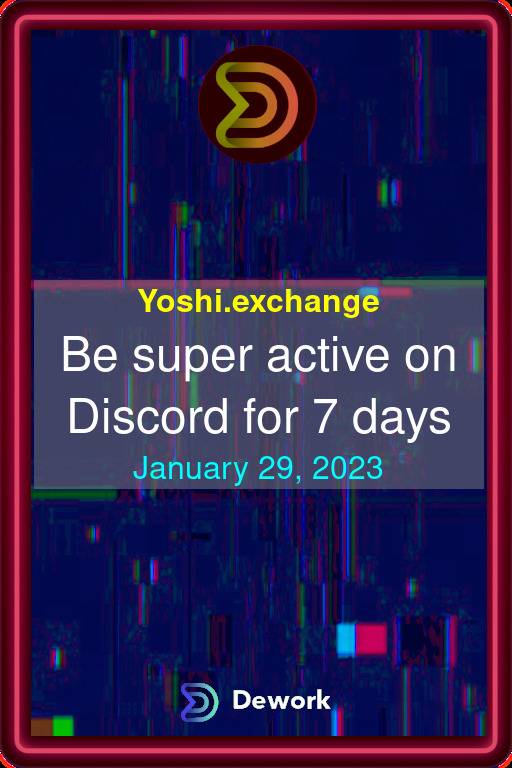 Yoshi.exchange
Be super active on
Discord for 7 days
January 29, 2023
Dework